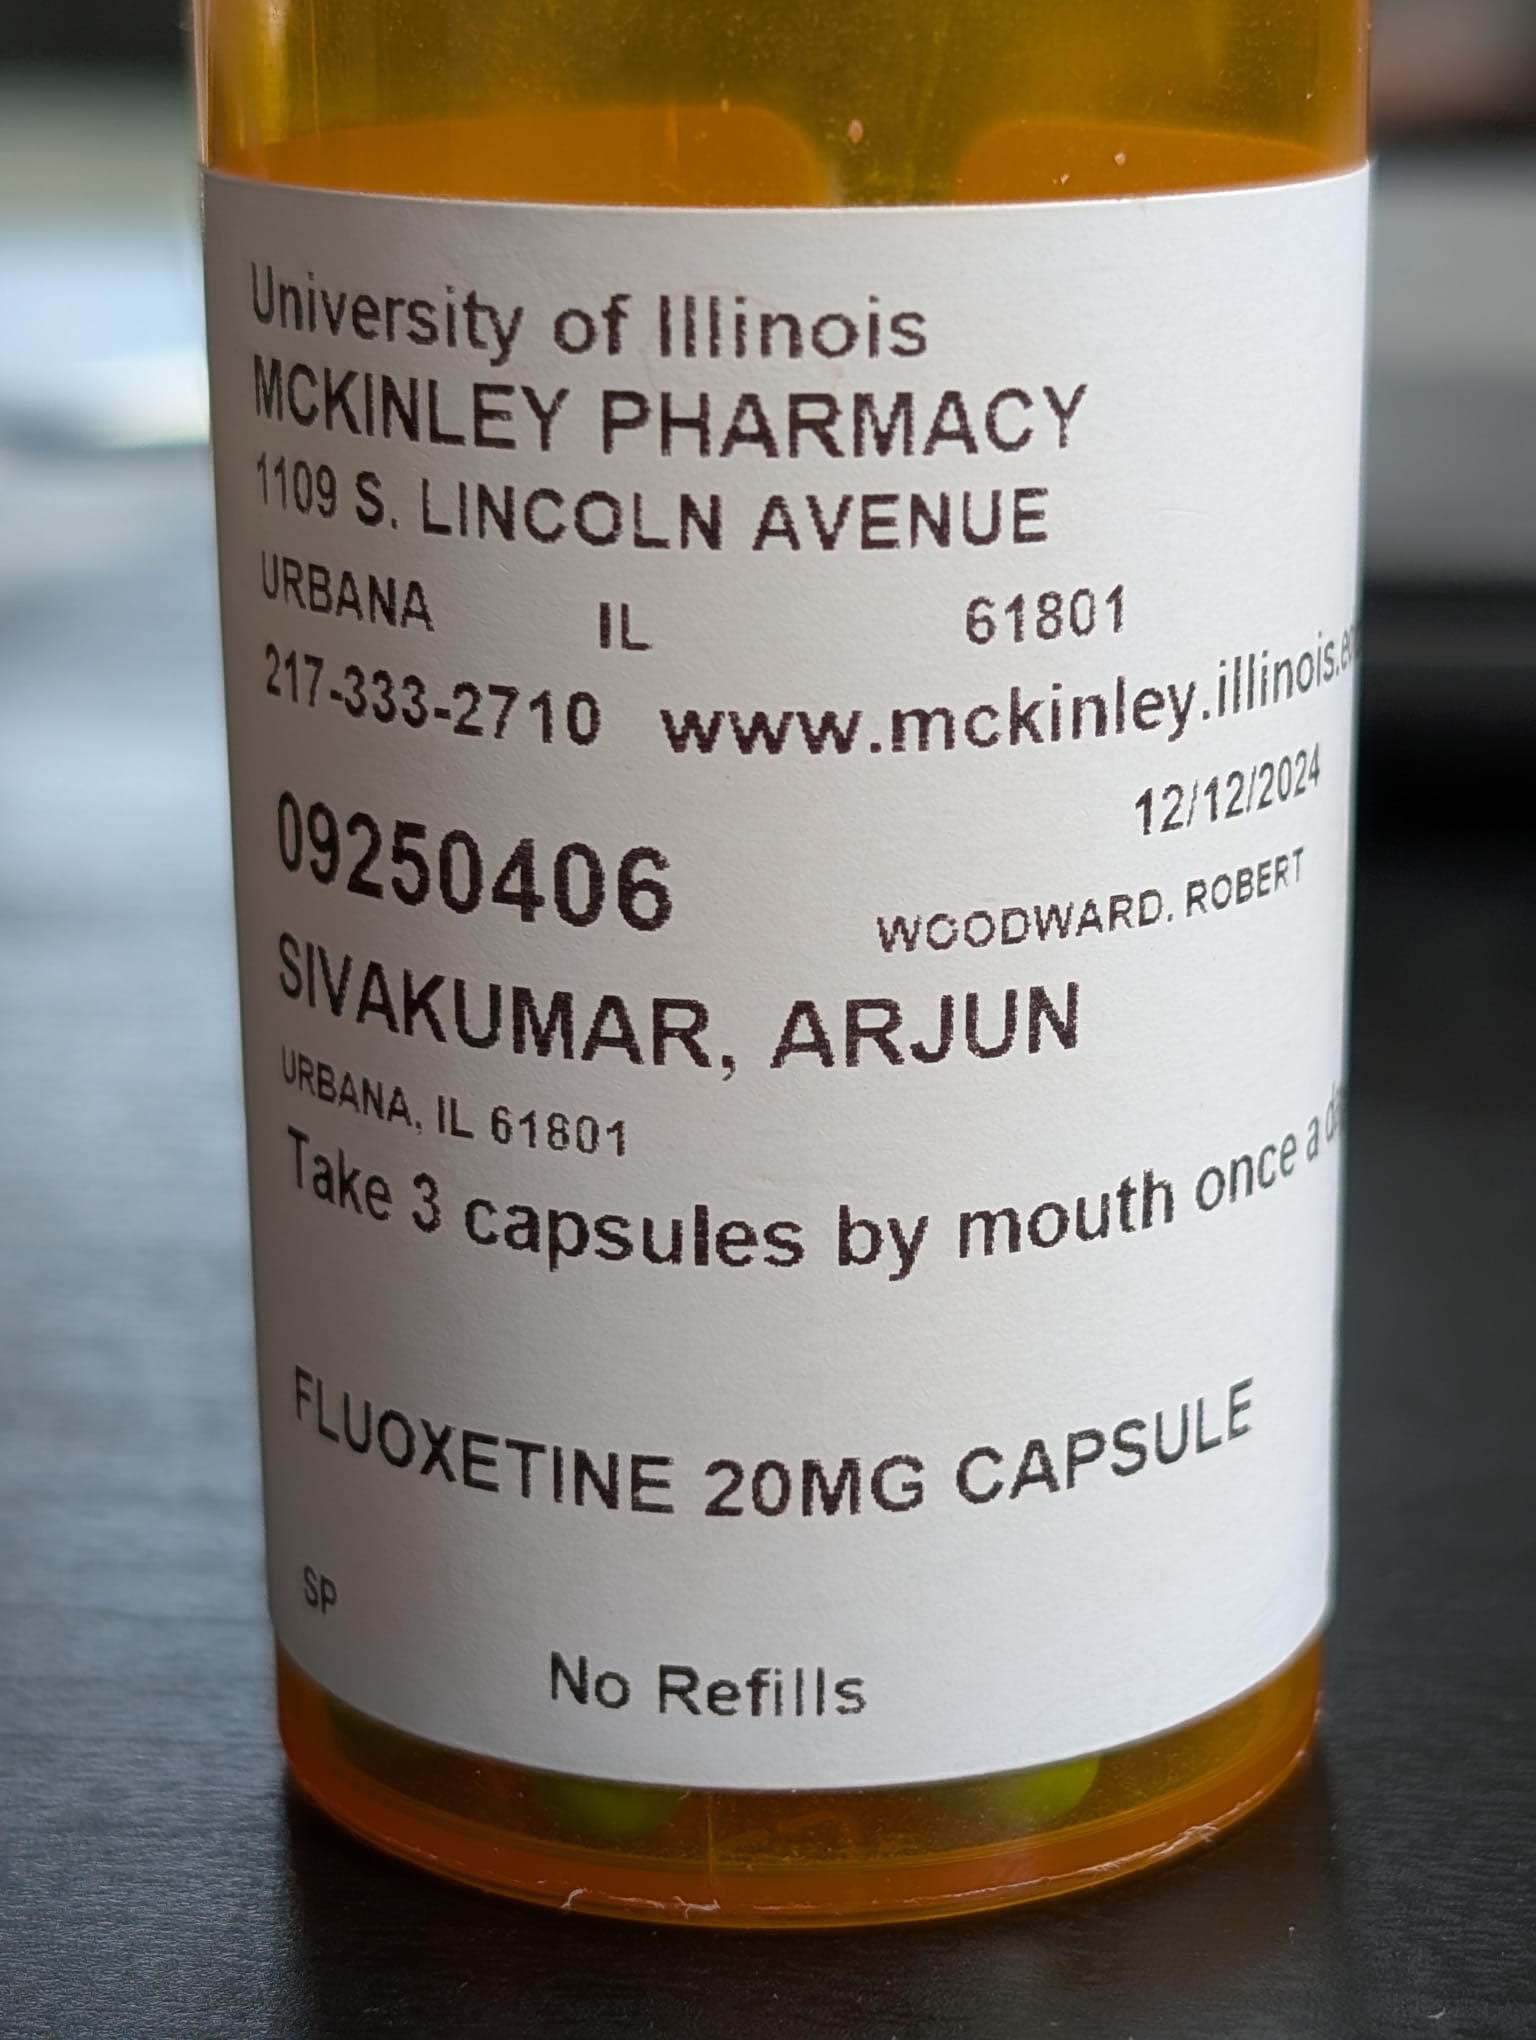 University of Illinois
MCKINLEY PHARMACY
1109 S. LINCOLN AVENUE
URBANA IL 61801
217-333-2710 www.mckinley.illinois.
12/12/2024
09250406
WOODWARD, ROBERT
SIVAKUMAR, ARJUN
URBANA, IL 61801
Take 3 capsules by mouth once a
FLUOXETINE 20MG CAPSULE
SP
No Refills